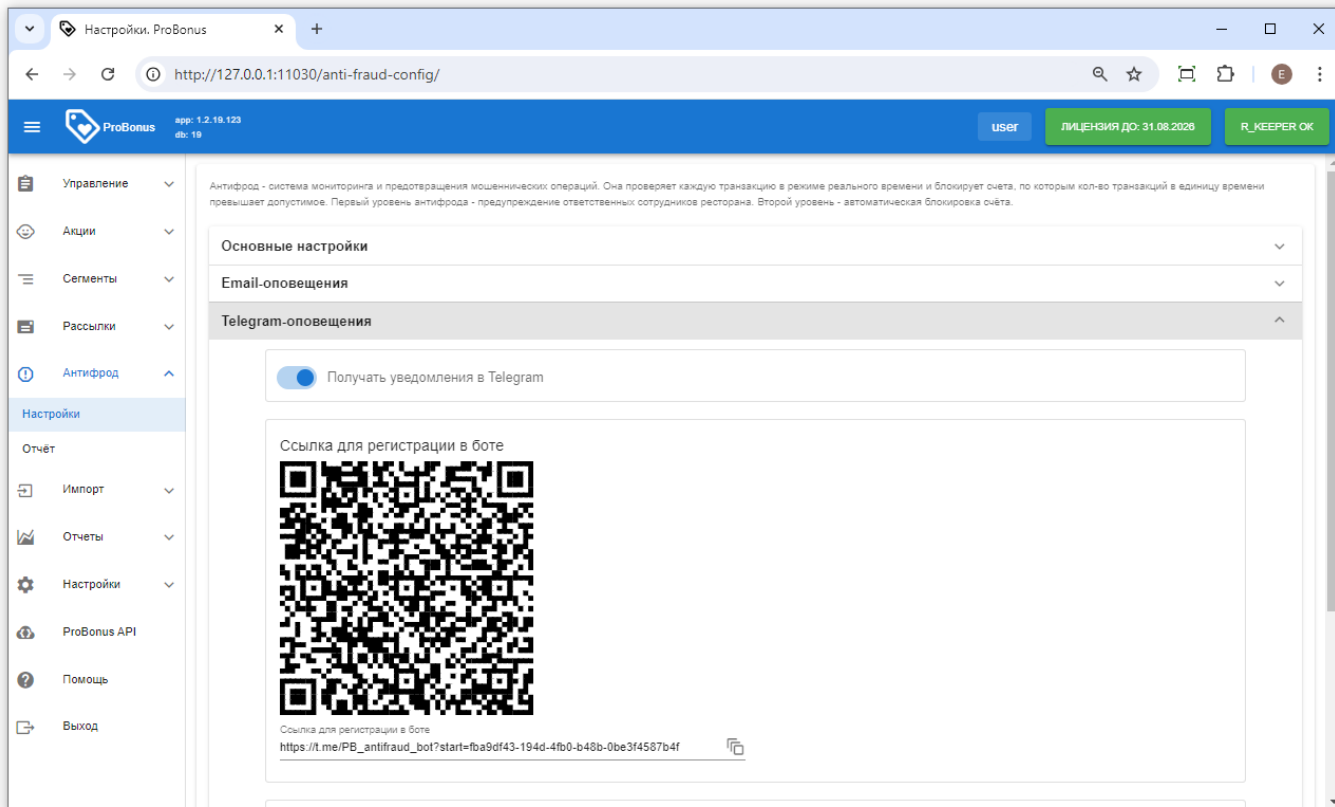 Настройки. ProBonus
http://127.0.0.1:11030/anti-fraud-config/
E
ProBonus
app: 1.2.19.123
db: 19
user
ЛИЦЕНЗИЯ ДО: 31.08.2026
R_KEEPER OK
Управление
Акции
Сегменты
Рассылки
Антифрод
Настройки
Отчёт
Импорт
Отчеты
Настройки
ProBonus API
Помощь
Выход
Антифрод - система мониторинга и предотвращения мошеннических операций. Она проверяет каждую транзакцию в режиме реального времени и блокирует счета, по которым кол-во транзакций в единицу времени
превышает допустимое. Первый уровень антифрода - предупреждение ответственных сотрудников ресторана. Второй уровень - автоматическая блокировка счёта.
Основные настройки
Email-оповещения
Telegram-оповещения
Получать уведомления в Telegram
Ссылка для регистрации в боте
Ссылка для регистрации в боте
https://t.me/PB_antifraud_bot?start=fba9df43-194d-4fb0-b48b-0be3f4587b4f